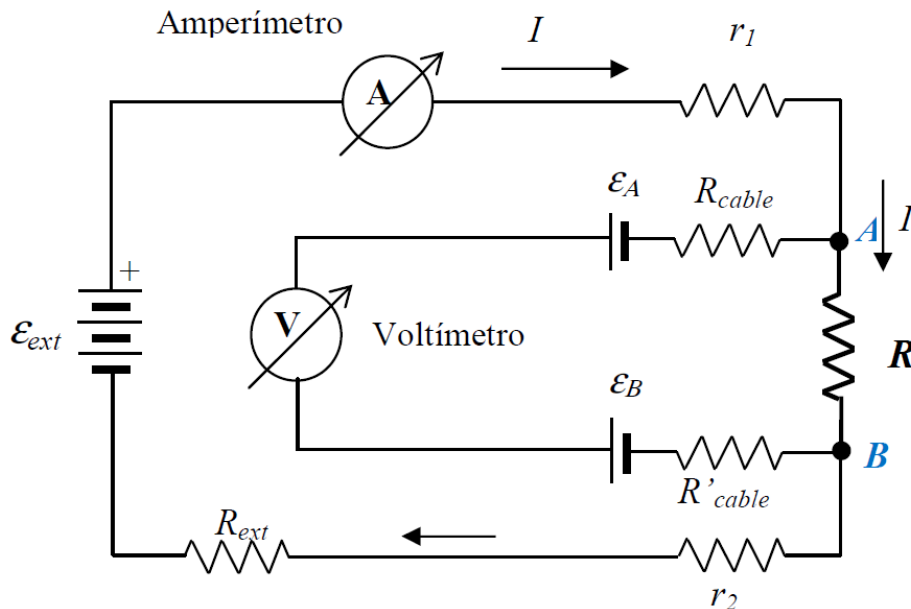 Amperímetro
I
r1
A
εA
Rcable
A
I
+
εext
V
Voltímetro
R
εB
B
R’cable
Rext
r2